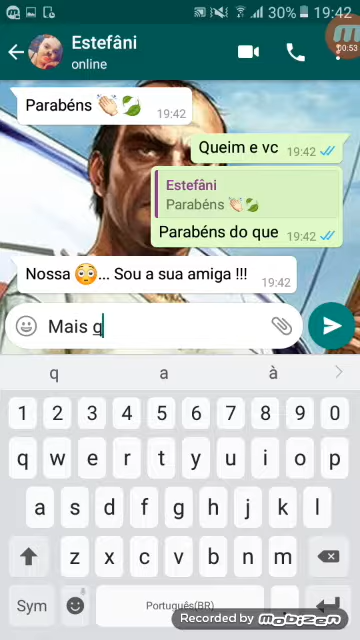 30% 19:42
00:53
Estefâni
online
Parabéns 👏🍃
19:42
Queim e vc 19:42
Estefâni
Parabéns 👏🍃
Parabéns do que 19:42
Nossa 😳... Sou a sua amiga !!!
19:42
Mais q
q a à
1 2 3 4 5 6 7 8 9 0
q w e r t y u i o p
a s d f g h j k l
z x c v b n m
Sym Português(BR) .
Recorded by mobizen